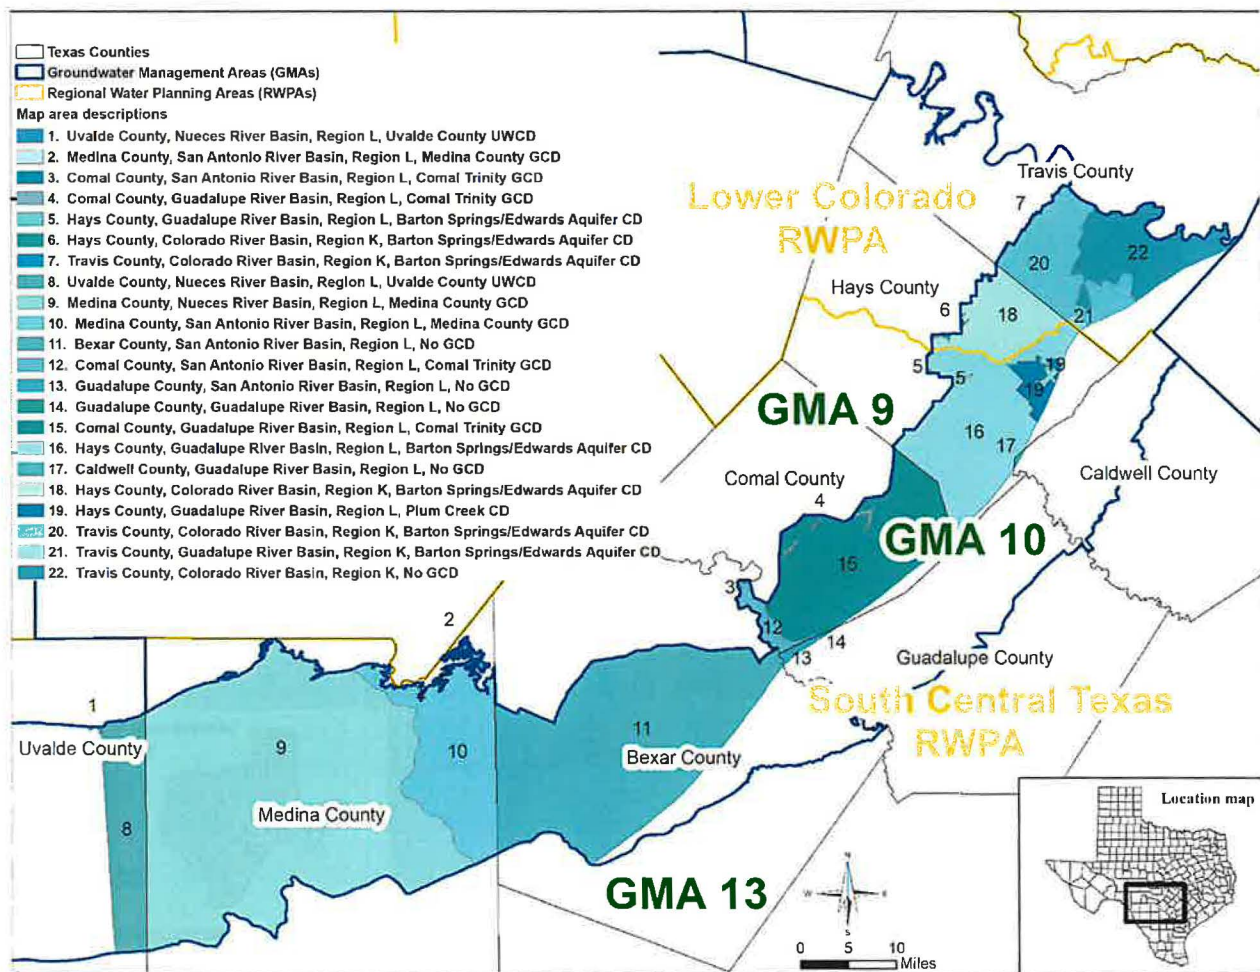 Texas Counties
Groundwater Management Areas (GMAs)
Regional Water Planning Areas (RWPAs)
Map area descriptions
1. Uvalde County, Nueces River Basin, Region L, Uvalde County UWCD
2. Medina County, San Antonio River Basin, Region L, Medina County GCD
3. Comal County, San Antonio River Basin, Region L, Comal Trinity GCD
4. Comal County, Guadalupe River Basin, Region L, Comal Trinity GCD
5. Hays County, Guadalupe River Basin, Region L, Barton Springs/Edwards Aquifer CD
6. Hays County, Colorado River Basin, Region K, Barton Springs/Edwards Aquifer CD
7. Travis County, Colorado River Basin, Region K, Barton Springs/Edwards Aquifer CD
8. Uvalde County, Nueces River Basin, Region L, Uvalde County UWCD
9. Medina County, Nueces River Basin, Region L, Medina County GCD
10. Medina County, San Antonio River Basin, Region L, Medina County GCD
11. Bexar County, San Antonio River Basin, Region L, No GCD
12. Comal County, San Antonio River Basin, Region L, Comal Trinity GCD
13. Guadalupe County, San Antonio River Basin, Region L, No GCD
14. Guadalupe County, Guadalupe River Basin, Region L, No GCD
15. Comal County, Guadalupe River Basin, Region L, Comal Trinity GCD
16. Hays County, Guadalupe River Basin, Region L, Barton Springs/Edwards Aquifer CD
17. Caldwell County, Guadalupe River Basin, Region L, No GCD
18. Hays County, Colorado River Basin, Region K, Barton Springs/Edwards Aquifer CD
19. Hays County, Guadalupe River Basin, Region L, Plum Creek CD
20. Travis County, Colorado River Basin, Region K, Barton Springs/Edwards Aquifer CD
21. Travis County, Guadalupe River Basin, Region K, Barton Springs/Edwards Aquifer CD
22. Travis County, Colorado River Basin, Region K, No GCD
Travis County
Lower Colorado
RWPA
7
22
20
Hays County
6
18
21
5
5
19
19
GMA 9
16
17
Caldwell County
Comal County
4
GMA 10
15
3
12
14
13
Guadalupe County
South Central Texas
RWPA
2
1
Uvalde County
9
10
11
Bexar County
8
Medina County
GMA 13
N
W
E
S
0 5 10
Miles
Location map